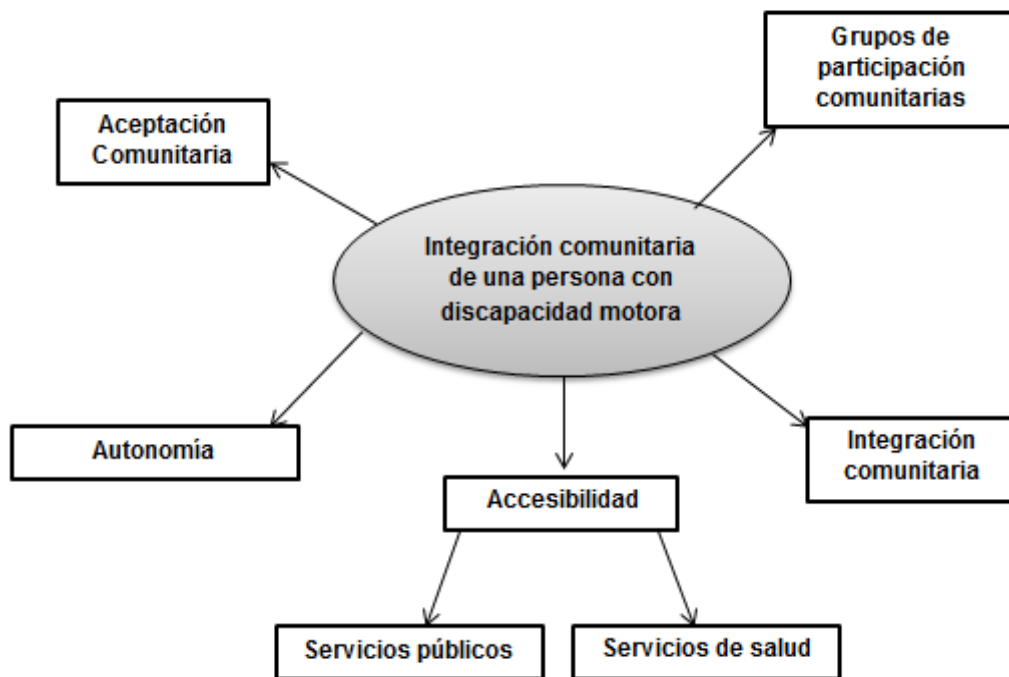 Grupos de
participación
comunitarias
Aceptación
Comunitaria
Integración comunitaria
de una persona con
discapacidad motora
Autonomía
Integración
comunitaria
Accesibilidad
Servicios públicos
Servicios de salud